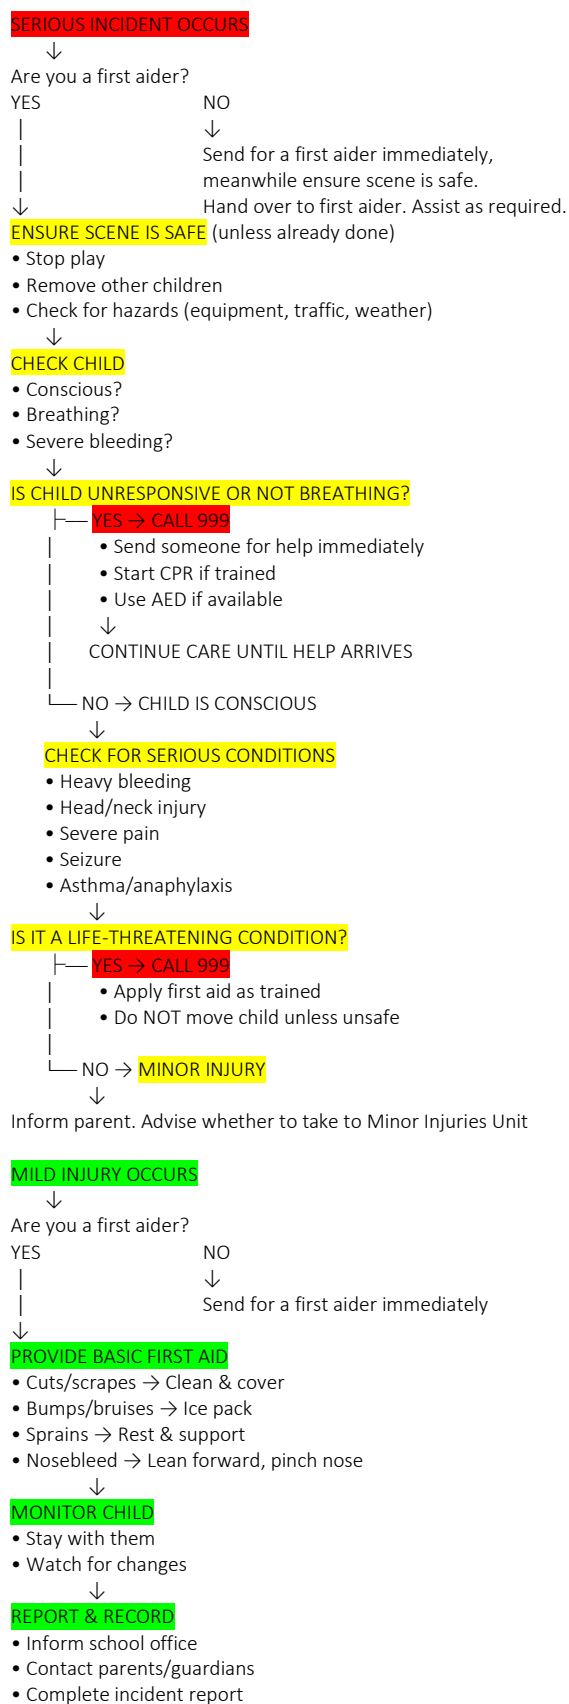 SERIOUS INCIDENT OCCURS
↓
Are you a first aider?
YES NO
| ↓
| Send for a first aider immediately,
| meanwhile ensure scene is safe.
↓ Hand over to first aider. Assist as required.
ENSURE SCENE IS SAFE (unless already done)
• Stop play
• Remove other children
• Check for hazards (equipment, traffic, weather)
↓
CHECK CHILD
• Conscious?
• Breathing?
• Severe bleeding?
↓
IS CHILD UNRESPONSIVE OR NOT BREATHING?
├── YES → CALL 999
| • Send someone for help immediately
| • Start CPR if trained
| • Use AED if available
| ↓
| CONTINUE CARE UNTIL HELP ARRIVES
|
└── NO → CHILD IS CONSCIOUS
↓
CHECK FOR SERIOUS CONDITIONS
• Heavy bleeding
• Head/neck injury
• Severe pain
• Seizure
• Asthma/anaphylaxis
↓
IS IT A LIFE-THREATENING CONDITION?
├── YES → CALL 999
| • Apply first aid as trained
| • Do NOT move child unless unsafe
|
└── NO → MINOR INJURY
↓
Inform parent. Advise whether to take to Minor Injuries Unit
MILD INJURY OCCURS
↓
Are you a first aider?
YES NO
| ↓
| Send for a first aider immediately
↓
PROVIDE BASIC FIRST AID
• Cuts/scrapes → Clean & cover
• Bumps/bruises → Ice pack
• Sprains → Rest & support
• Nosebleed → Lean forward, pinch nose
↓
MONITOR CHILD
• Stay with them
• Watch for changes
↓
REPORT & RECORD
• Inform school office
• Contact parents/guardians
• Complete incident report